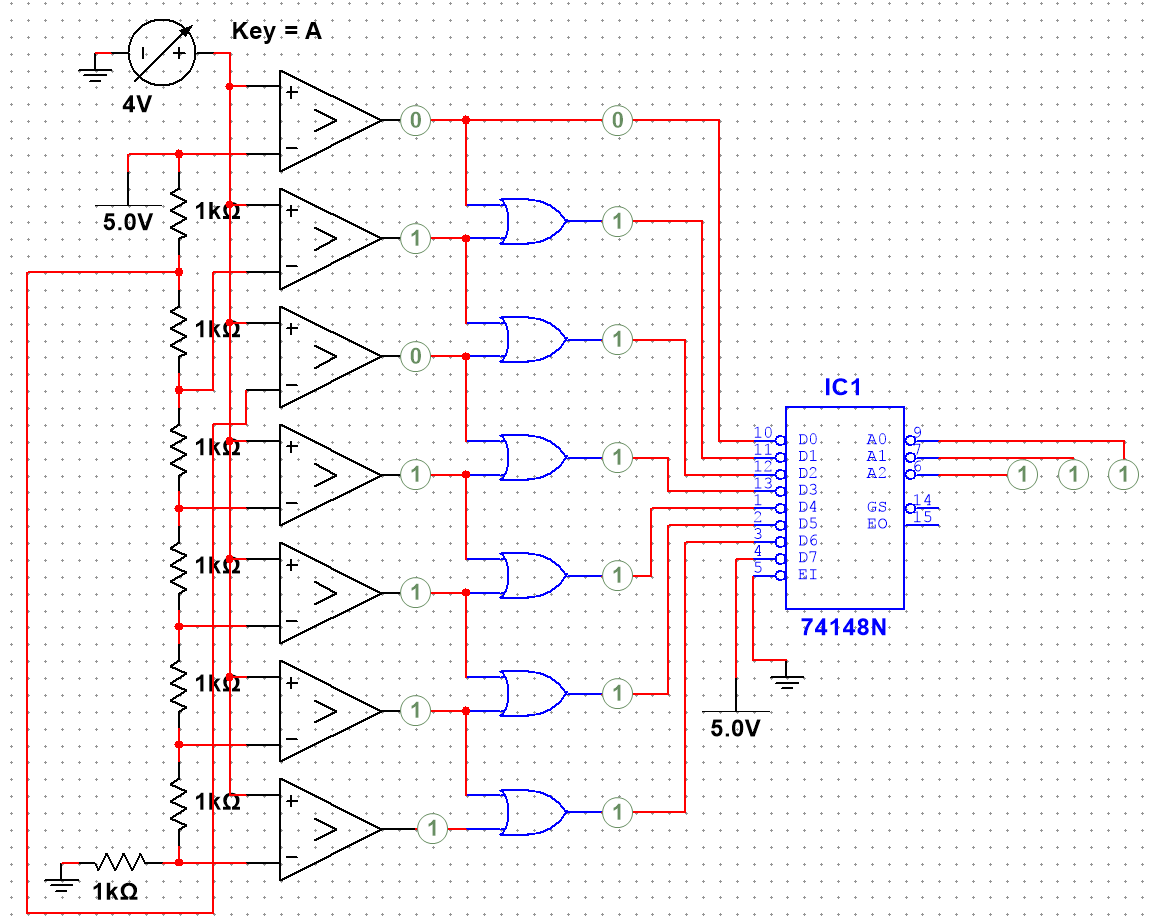 Key = A
+
4V
+
>
−
0
0
5.0V
1kΩ
+
>
−
1
1
1kΩ
+
>
−
0
1
1kΩ
+
>
−
1
1
1kΩ
+
>
−
1
1
1kΩ
+
>
−
1
1
1kΩ
+
>
−
1
1
1kΩ
IC1
10 D0 A0 9
11 D1 A1 7
12 D2 A2 6
13 D3
1 D4 GS 14
2 D5 EO 15
3 D6
4 D7
5 EI
74148N
1 1 1
5.0V